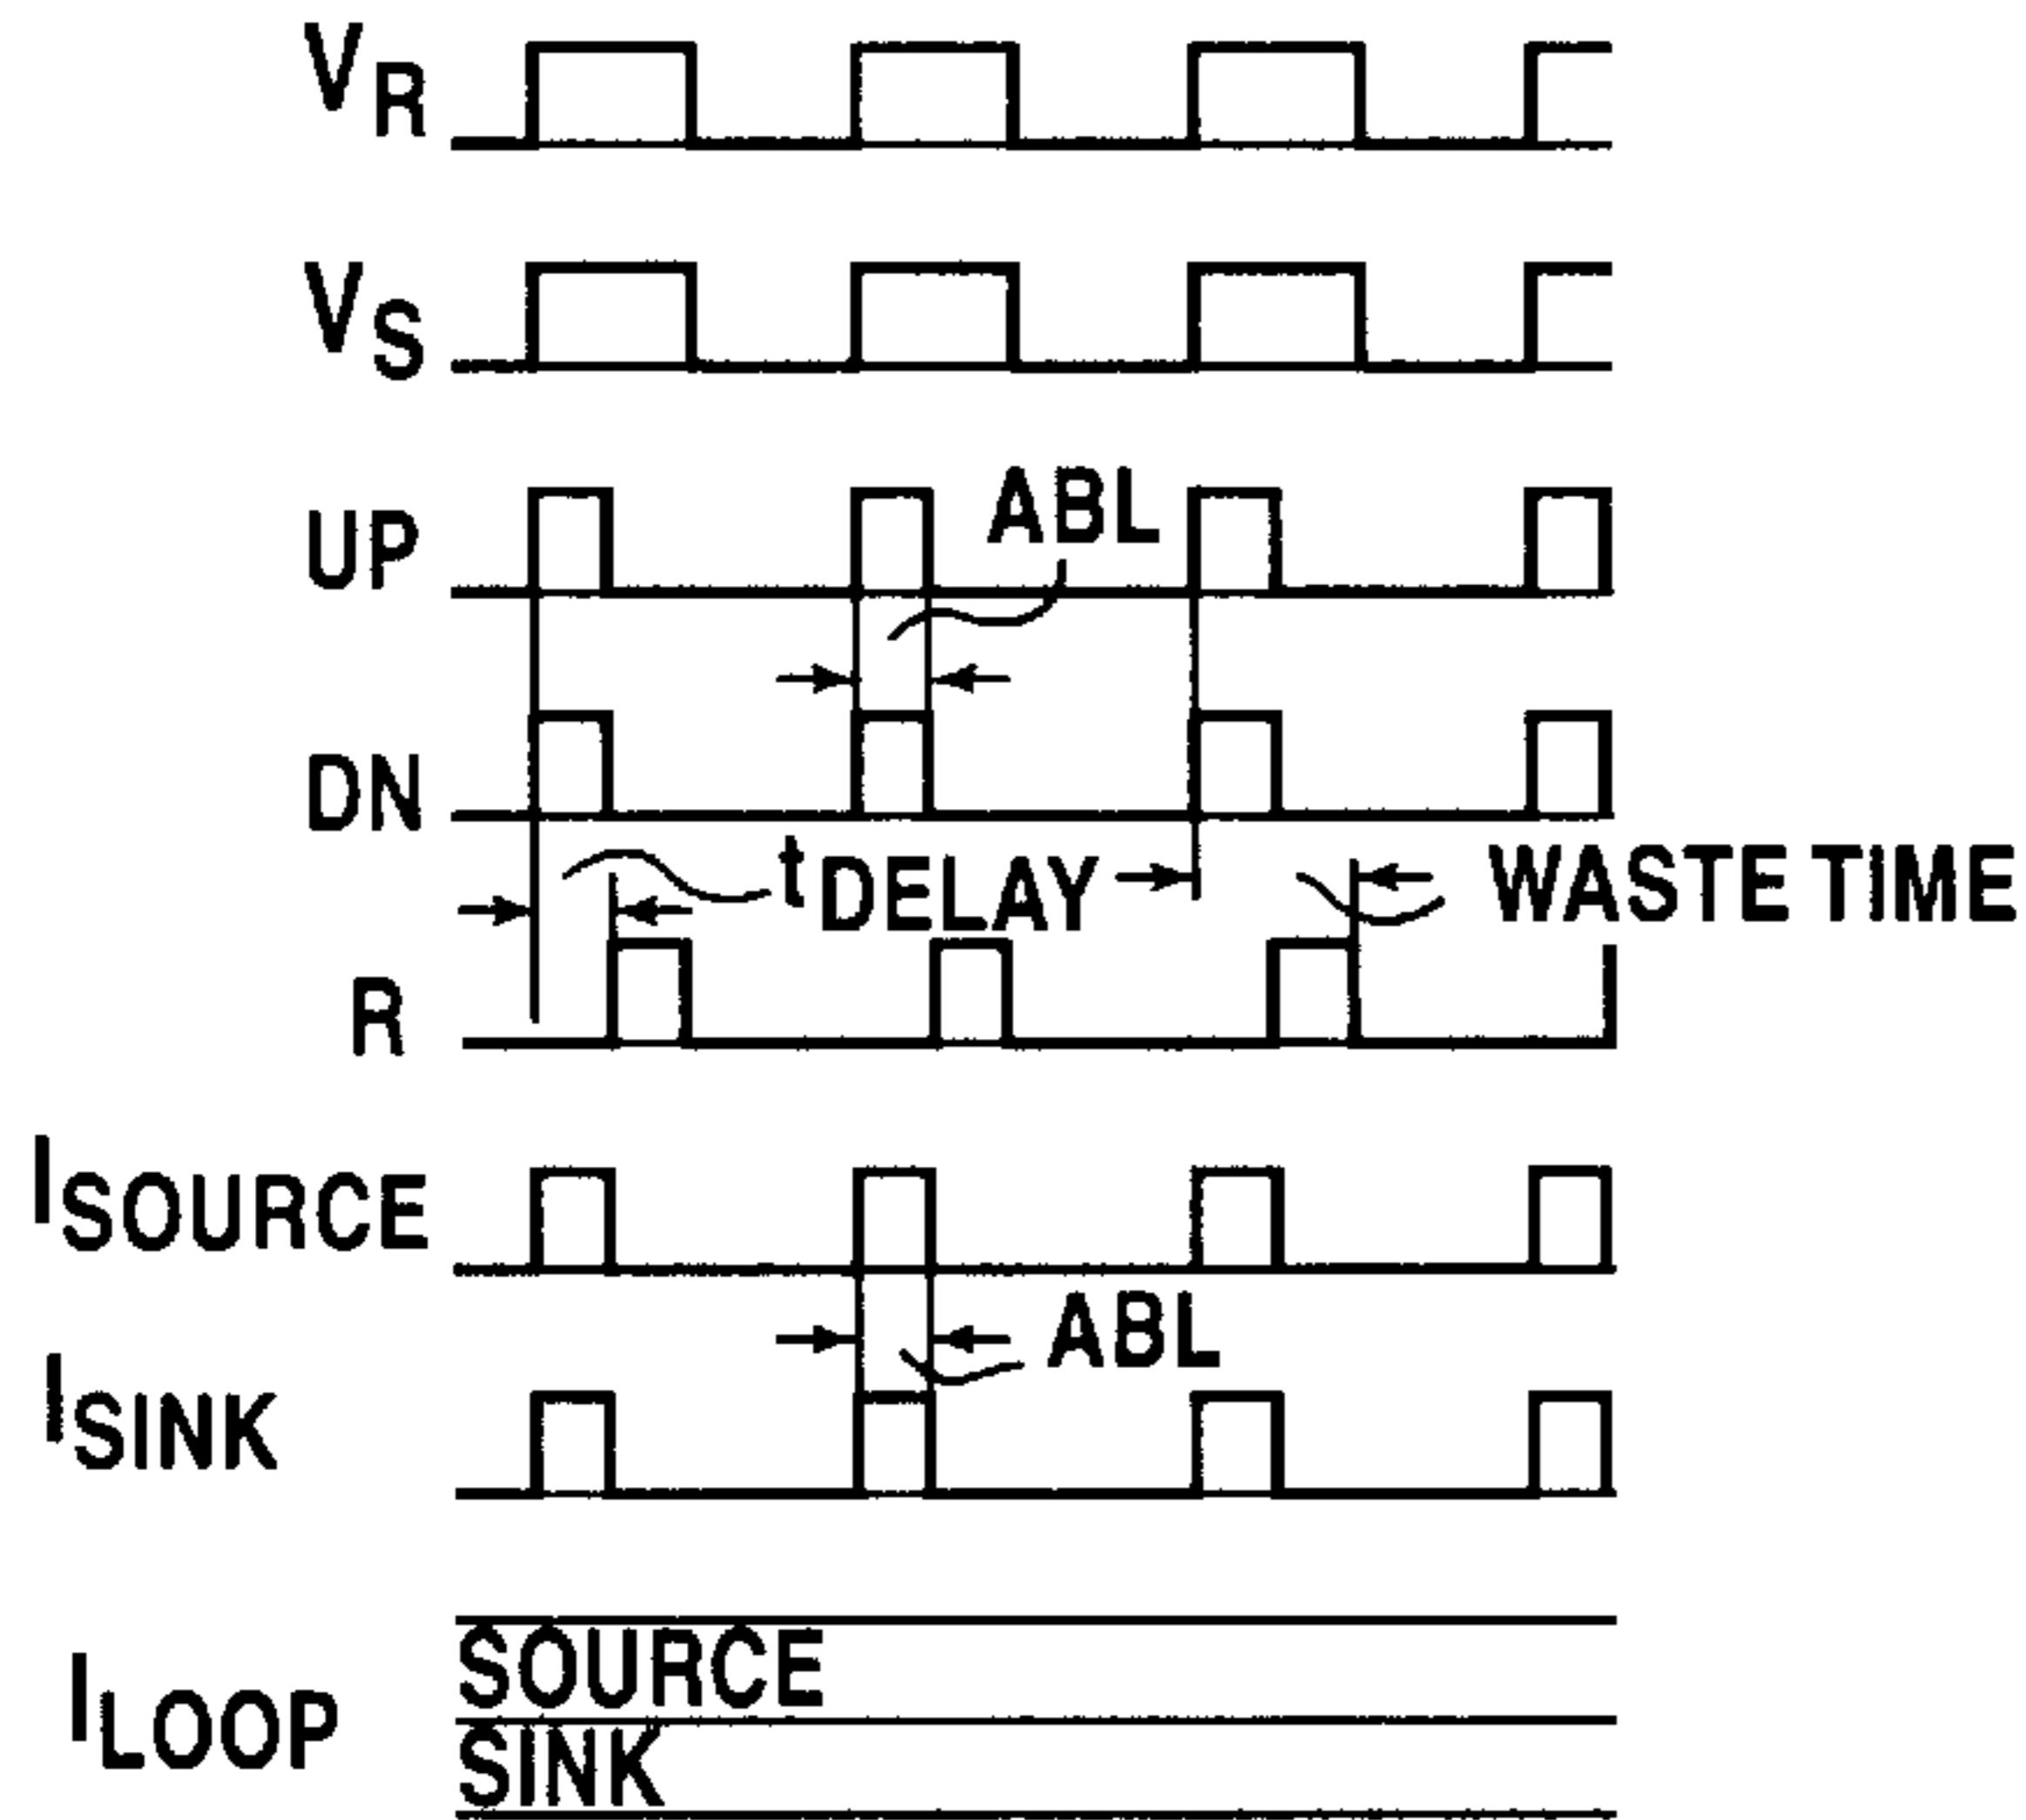 VR
VS
UP
ABL
DN
tDELAY
WASTE TIME
R
ISOURCE
ABL
ISINK
ILOOP
SOURCE
SINK